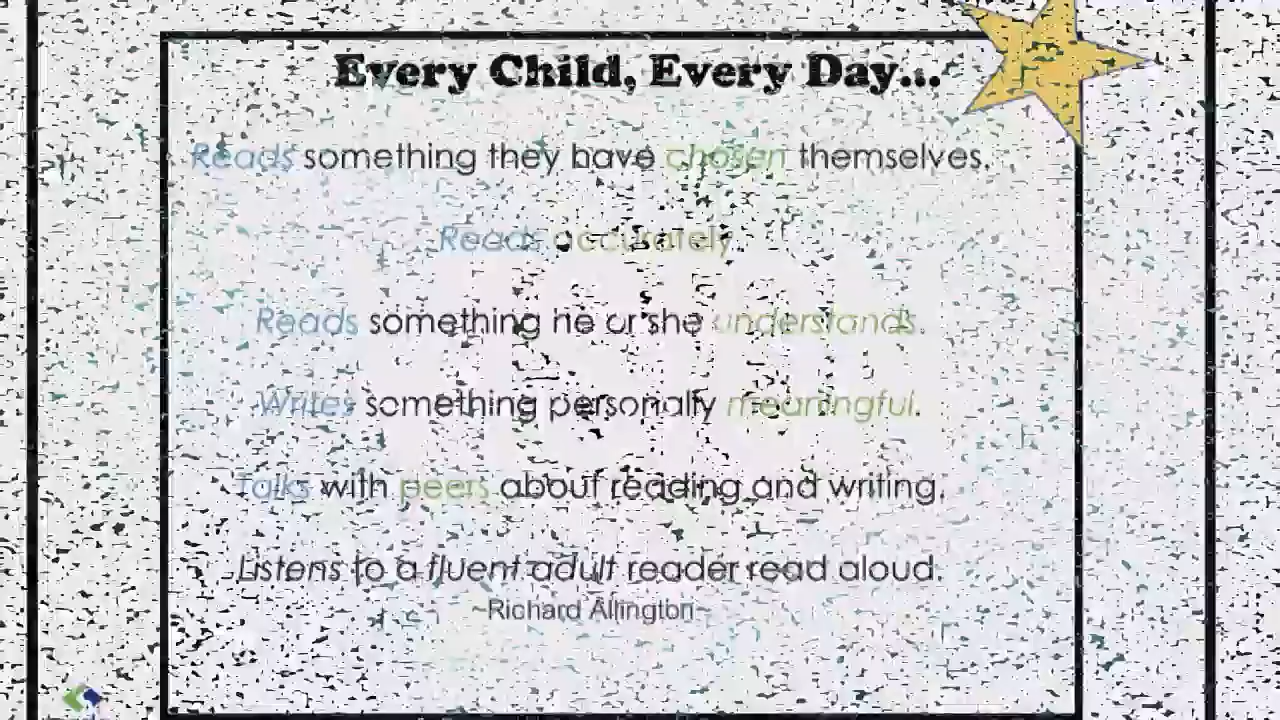 Every Child, Every Day...
Reads something they have chosen themselves.
Reads accurately.
Reads something he or she understands.
Writes something personally meaningful.
Talks with peers about reading and writing.
Listens to a fluent adult reader read aloud.
~Richard Allington~